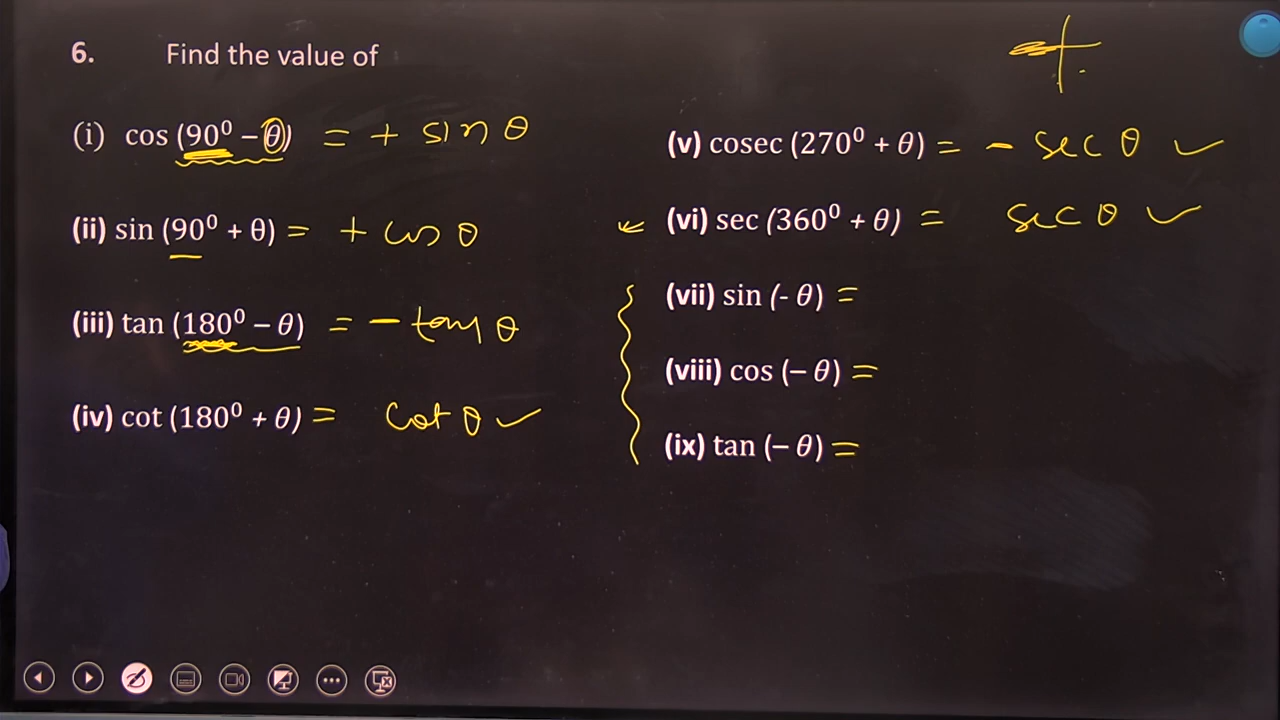 6. Find the value of
(i) cos (90⁰ – θ) = + sin θ
(ii) sin (90⁰ + θ) = + cos θ
(iii) tan (180⁰ – θ) = – tan θ
(iv) cot (180⁰ + θ) = cot θ ✓
(v) cosec (270⁰ + θ) = – sec θ ✓
(vi) sec (360⁰ + θ) = sec θ ✓
(vii) sin (- θ) =
(viii) cos (– θ) =
(ix) tan (– θ) =